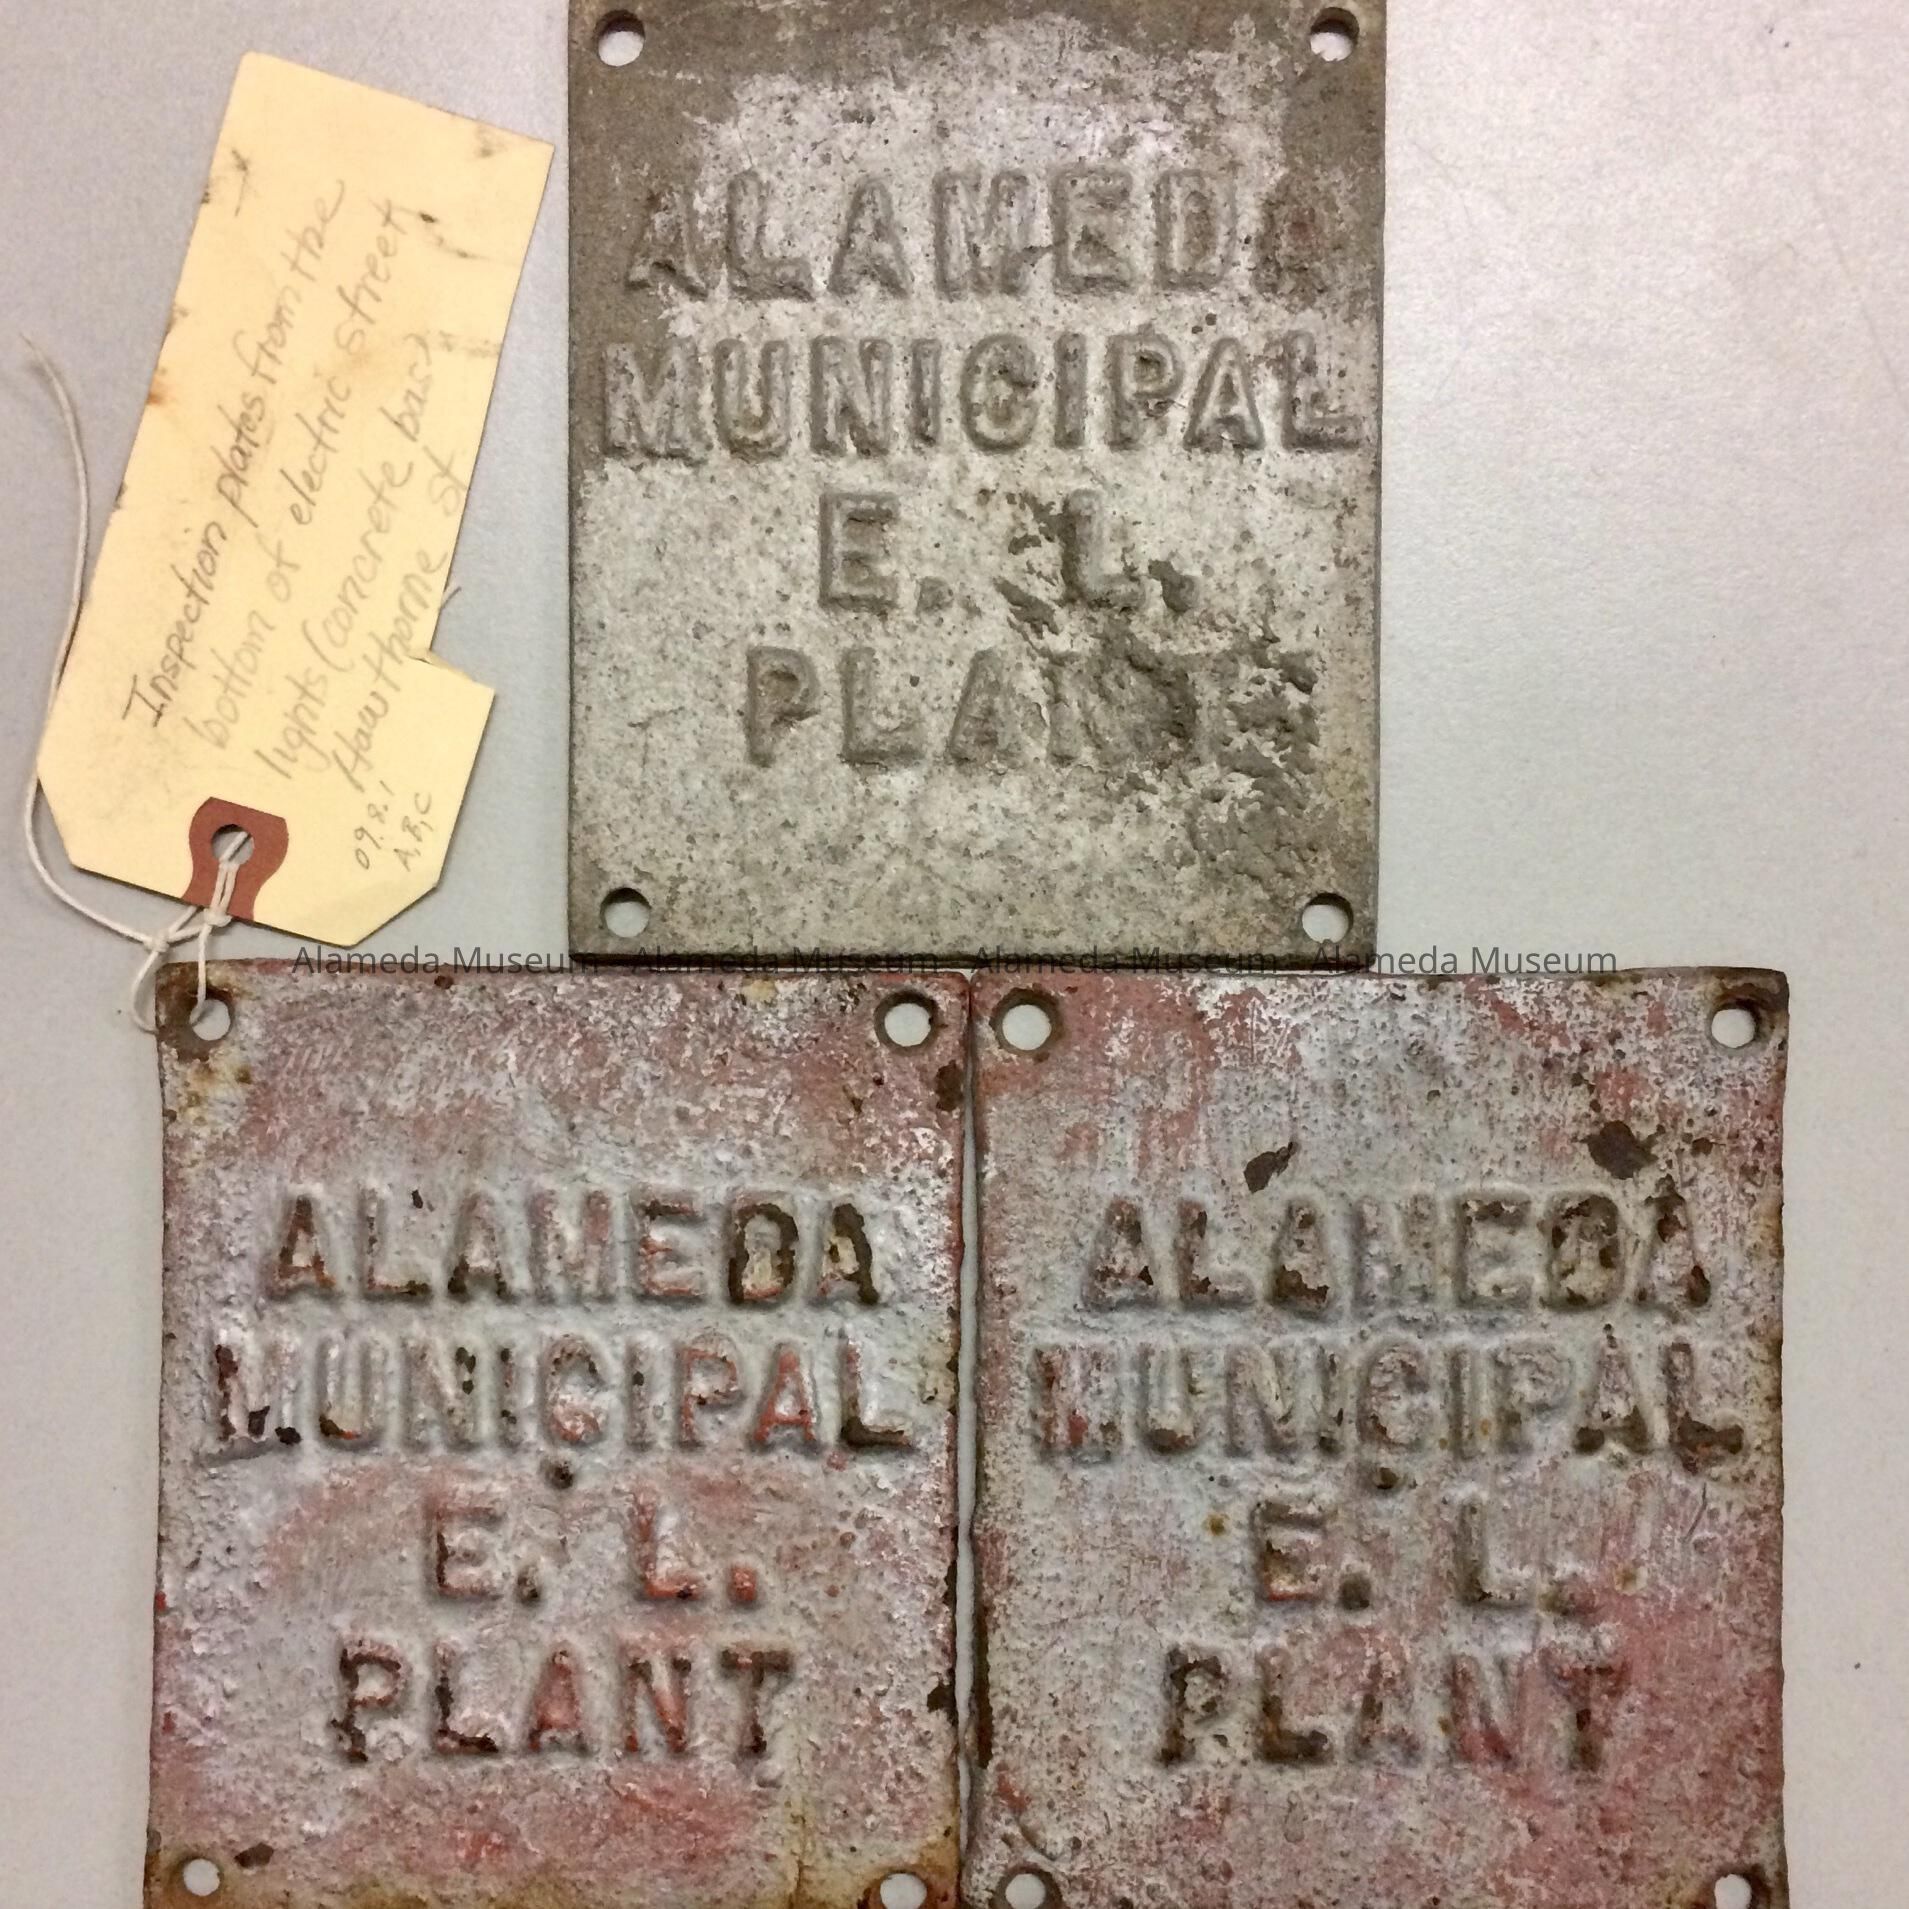 Inspection plates from the
bottom of electric street
lights (concrete bas)
Hawthorne st
09.8.1
A,B,C
ALAMEDA
MUNICIPAL
E. L.
PLANT
Alameda Museum - Alameda Museum - Alameda Museum - Alameda Museum
ALAMEDA
MUNICIPAL
E. L.
PLANT
ALAMEDA
MUNICIPAL
E. L.
PLANT